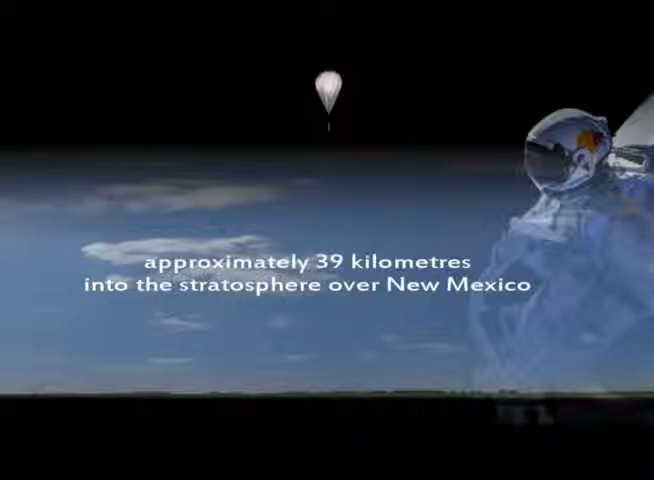 approximately 39 kilometres
into the stratosphere over New Mexico